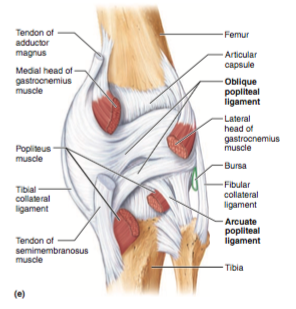 Tendon of
adductor
magnus
Medial head of
gastrocnemius
muscle
Popliteus
muscle
Tibial
collateral
ligament
Tendon of
semimembranosus
muscle
(e)
Femur
Articular
capsule
Oblique
popliteal
ligament
Lateral
head of
gastrocnemius
muscle
Bursa
Fibular
collateral
ligament
Arcuate
popliteal
ligament
Tibia